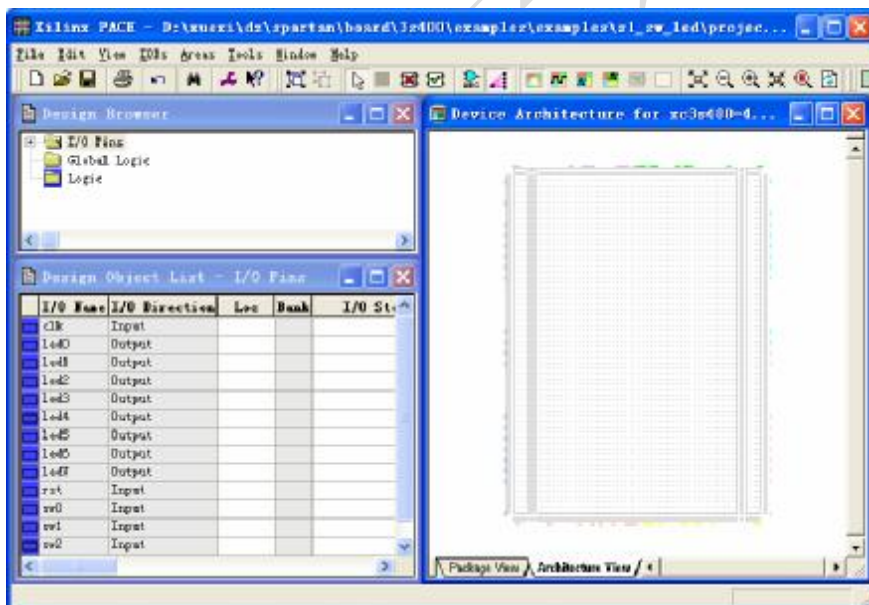 Xilinx PACE - D:\xuexi\dz\spartan\board\3s400\examples\examples\s1_sw_led\projec...
File Edit View IOBs Areas Tools Window Help
Design Browser
I/O Pins
Global Logic
Logic
Design Object List - I/O Pins
I/O Name I/O Direction Loc Bank I/O St
clk Input
led0 Output
led1 Output
led2 Output
led3 Output
led4 Output
led5 Output
led6 Output
led7 Output
rst Input
sw0 Input
sw1 Input
sw2 Input
Device Architecture for xc3s400-4...
Package View Architecture View